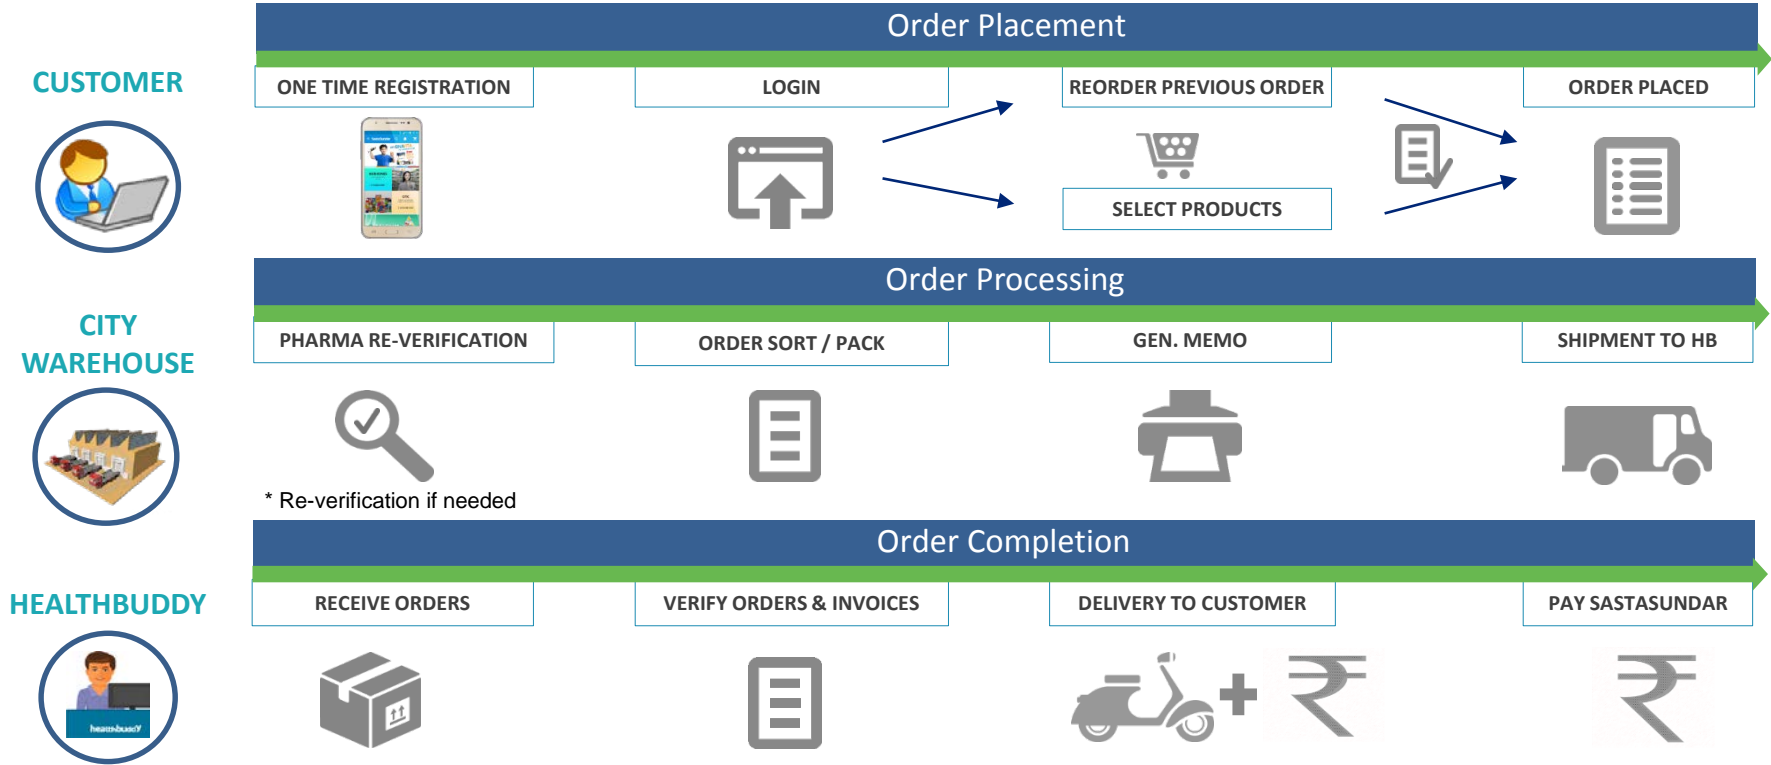 Order Placement
CUSTOMER
ONE TIME REGISTRATION
LOGIN
REORDER PREVIOUS ORDER
ORDER PLACED
SELECT PRODUCTS
Order Processing
CITY
WAREHOUSE
PHARMA RE-VERIFICATION
ORDER SORT / PACK
GEN. MEMO
SHIPMENT TO HB
* Re-verification if needed
Order Completion
HEALTHBUDDY
RECEIVE ORDERS
VERIFY ORDERS & INVOICES
DELIVERY TO CUSTOMER
PAY SASTASUNDAR